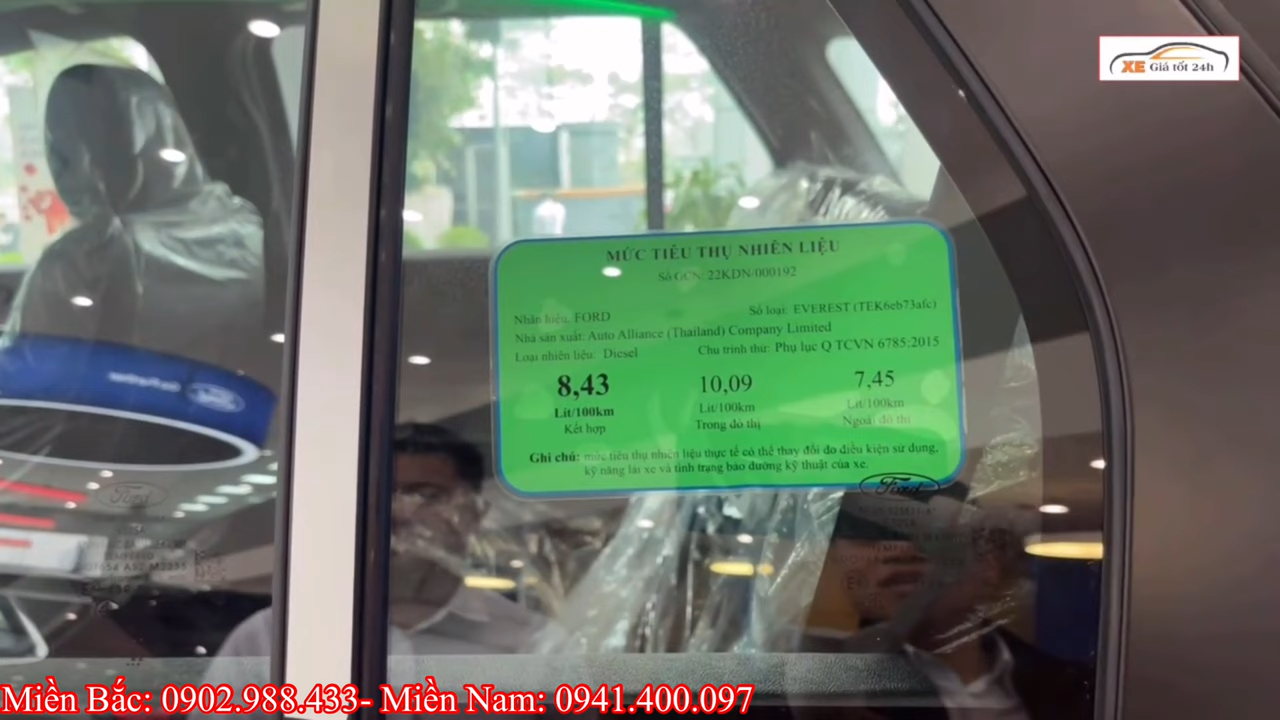 XE Giá tốt 24h
MỨC TIÊU THỤ NHIÊN LIỆU
Số GCN: 22KDN/000192
Nhãn hiệu: FORD Số loại: EVEREST (TEK6eb73afc)
Nhà sản xuất: Auto Alliance (Thailand) Company Limited
Loại nhiên liệu: Diesel Chu trình thử: Phụ lục Q TCVN 6785:2015
8,43 10,09 7,45
Lít/100km Lít/100km Lít/100km
Kết hợp Trong đô thị Ngoài đô thị
Ghi chú: mức tiêu thụ nhiên liệu thực tế có thể thay đổi do điều kiện sử dụng,
kỹ năng lái xe và tình trạng bảo dưỡng kỹ thuật của xe.
Ford
Ford
Miền Bắc: 0902.988.433- Miền Nam: 0941.400.097